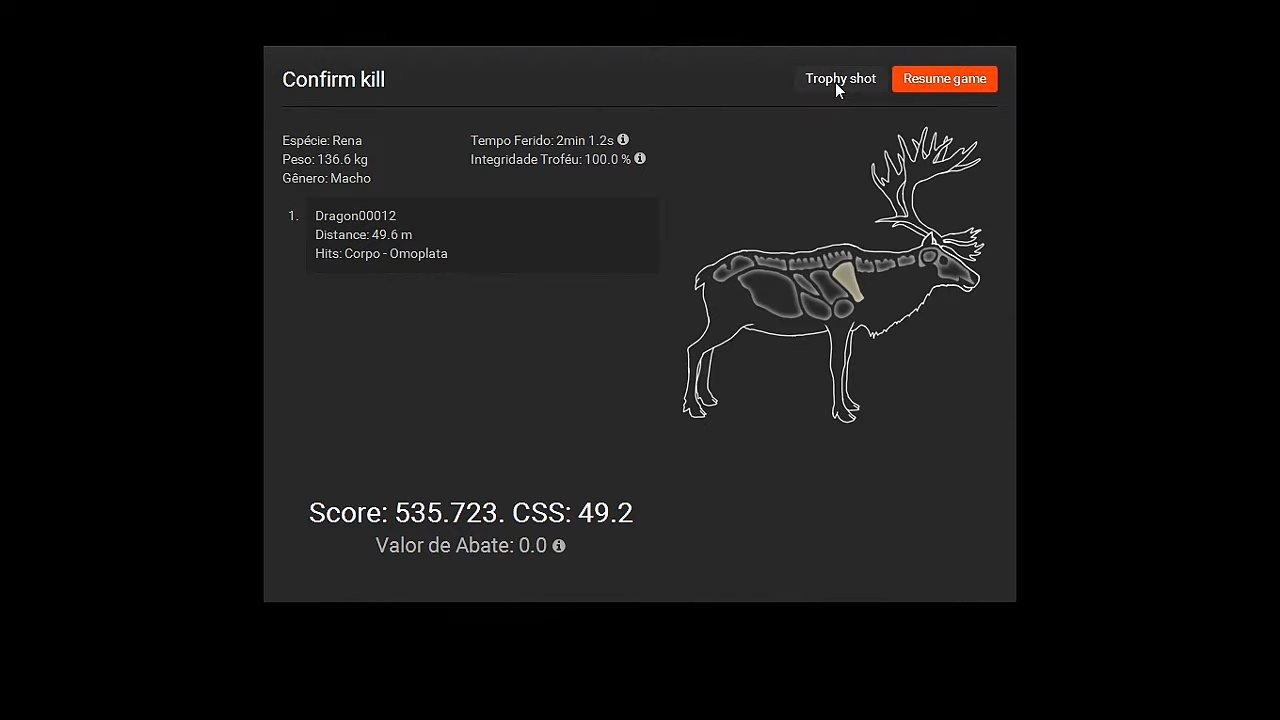 Confirm kill
Trophy shot
Resume game
Espécie: Rena
Peso: 136.6 kg
Gênero: Macho
Tempo Ferido: 2min 1.2s
Integridade Troféu: 100.0 %
1.
Dragon00012
Distance: 49.6 m
Hits: Corpo - Omoplata
Score: 535.723. CSS: 49.2
Valor de Abate: 0.0